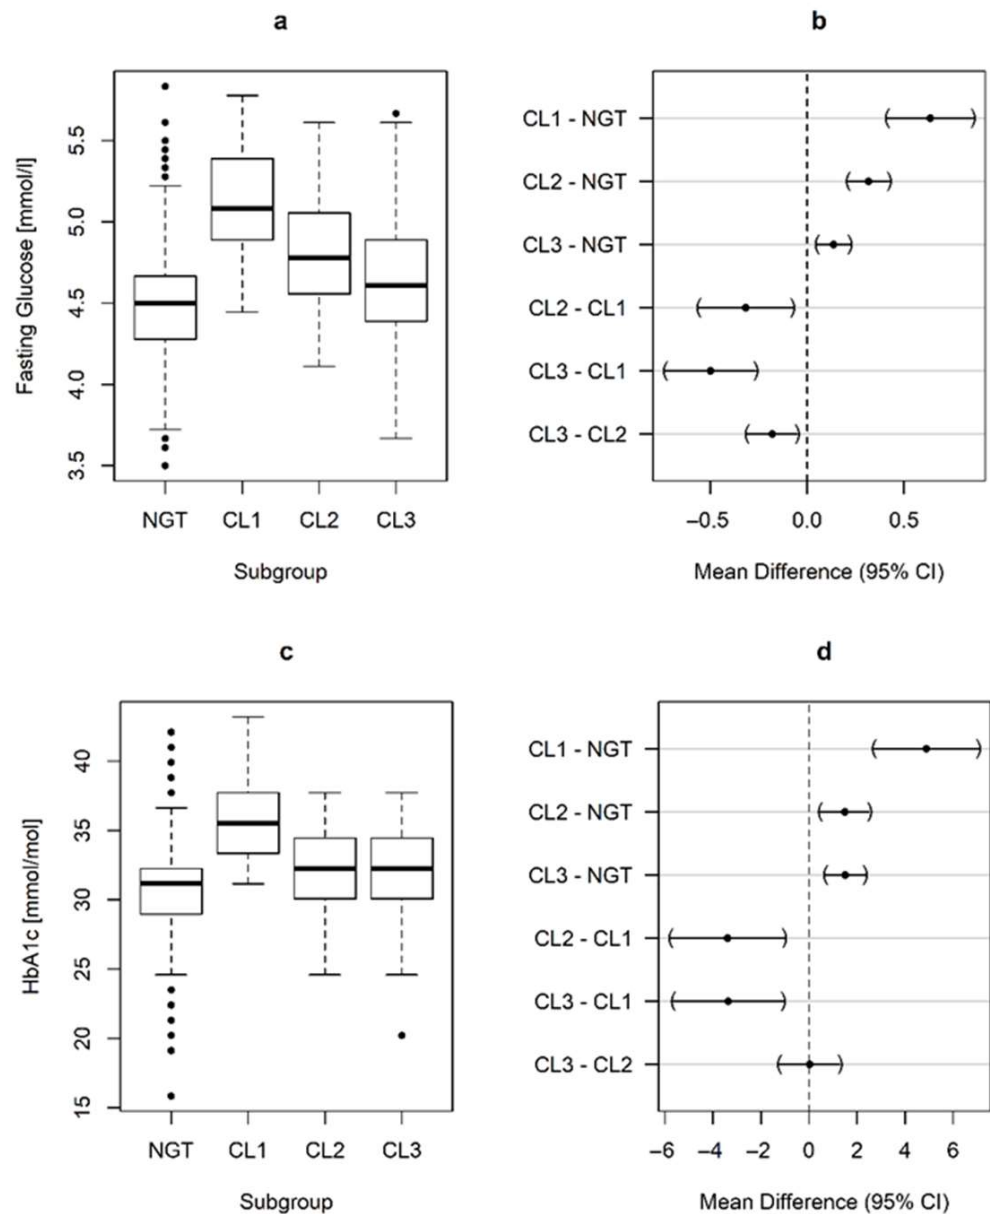 a
Fasting Glucose [mmol/l]
5.5
5.0
4.5
4.0
3.5
NGT CL1 CL2 CL3
Subgroup
b
CL1 - NGT
CL2 - NGT
CL3 - NGT
CL2 - CL1
CL3 - CL1
CL3 - CL2
−0.5 0.0 0.5
Mean Difference (95% CI)
c
HbA1c [mmol/mol]
40
35
30
25
20
15
NGT CL1 CL2 CL3
Subgroup
d
CL1 - NGT
CL2 - NGT
CL3 - NGT
CL2 - CL1
CL3 - CL1
CL3 - CL2
−6 −4 −2 0 2 4 6
Mean Difference (95% CI)